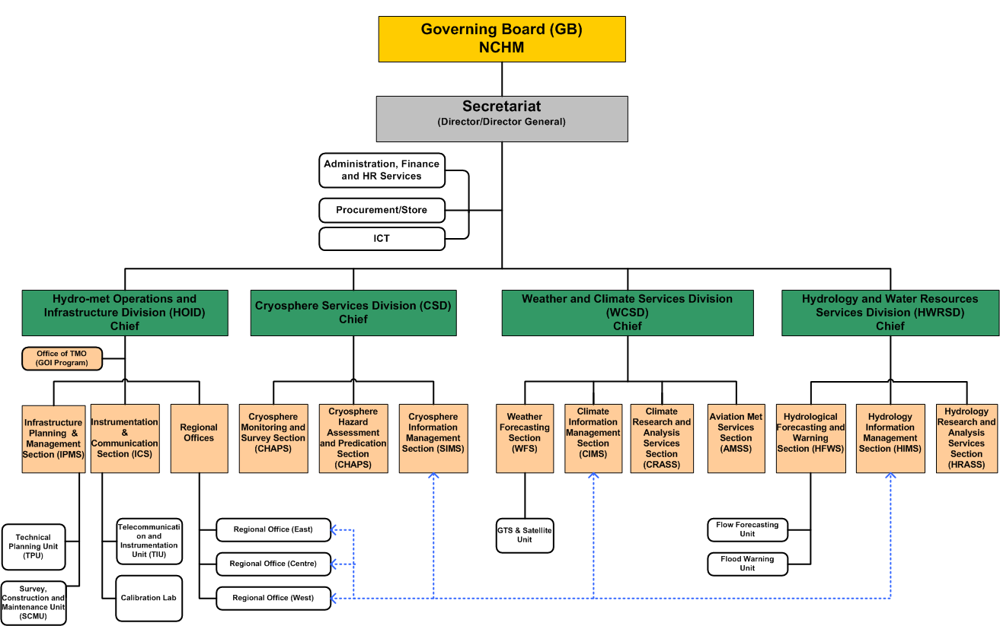 Governing Board (GB)
NCHM
Secretariat
(Director/Director General)
Administration, Finance
and HR Services
Procurement/Store
ICT
Hydro-met Operations and
Infrastructure Division (HOID)
Chief
Cryosphere Services Division (CSD)
Chief
Weather and Climate Services Division
(WCSD)
Chief
Hydrology and Water Resources
Services Division (HWRSD)
Chief
Office of TMO
(GOI Program)
Infrastructure
Planning &
Management
Section (IPMS)
Instrumentation
&
Communication
Section (ICS)
Regional
Offices
Cryosphere
Monitoring and
Survey Section
(CHAPS)
Cryosphere
Hazard
Assessment
and Predication
Section
(CHAPS)
Cryosphere
Information
Management
Section (SIMS)
Weather
Forecasting
Section
(WFS)
Climate
Information
Management
Section
(CIMS)
Climate
Research and
Analysis
Services
Section
(CRASS)
Aviation Met
Services
Section
(AMSS)
Hydrological
Forecasting and
Warning
Section (HFWS)
Hydrology
Information
Management
Section (HIMS)
Hydrology
Research and
Analysis
Services
Section
(HRASS)
Technical
Planning Unit
(TPU)
Survey,
Construction and
Maintenance Unit
(SCMU)
Telecommunicati
on and
Instrumentation
Unit (TIU)
Calibration Lab
Regional Office (East)
Regional Office (Centre)
Regional Office (West)
GTS & Satellite
Unit
Flow Forecasting
Unit
Flood Warning
Unit